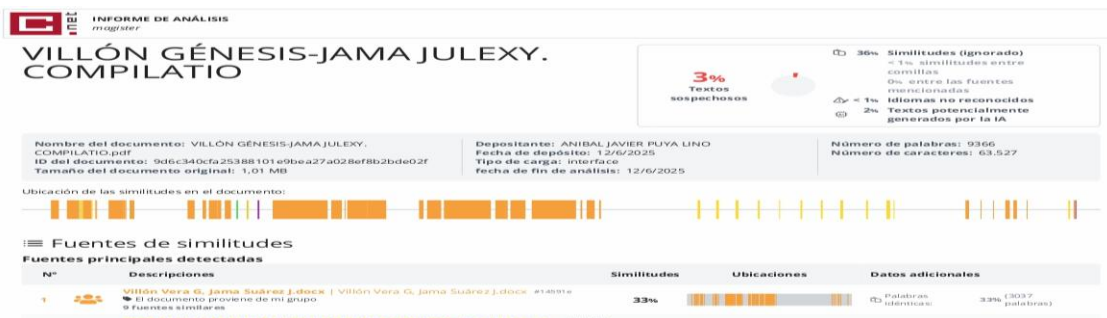 C
.net
INFORME DE ANÁLISIS
magister
VILLÓN GÉNESIS-JAMA JULEXY.
COMPILATIO
3%
Textos
sospechosos
36% Similitudes (ignorado)
< 1% similitudes entre
comillas
0% entre las fuentes
mencionadas
< 1% Idiomas no reconocidos
2% Textos potencialmente
generados por la IA
Nombre del documento: VILLÓN GÉNESIS-JAMA JULEXY.
COMPILATIO.pdf
ID del documento: 9d6c340cfa25388101e9bea27a028ef8b2bde02f
Tamaño del documento original: 1,01 MB
Depositante: ANIBAL JAVIER PUYA LINO
Fecha de depósito: 12/6/2025
Tipo de carga: interface
fecha de fin de análisis: 12/6/2025
Número de palabras: 9366
Número de caracteres: 63.527
Ubicación de las similitudes en el documento:
Fuentes de similitudes
Fuentes principales detectadas
N° Descripciones Similitudes Ubicaciones Datos adicionales
1 Villón Vera G, Jama Suárez J.docx | Villón Vera G, Jama Suárez J.docx
El documento proviene de mi grupo
9 fuentes similares
33%
Palabras idénticas: 33% (3037 palabras)